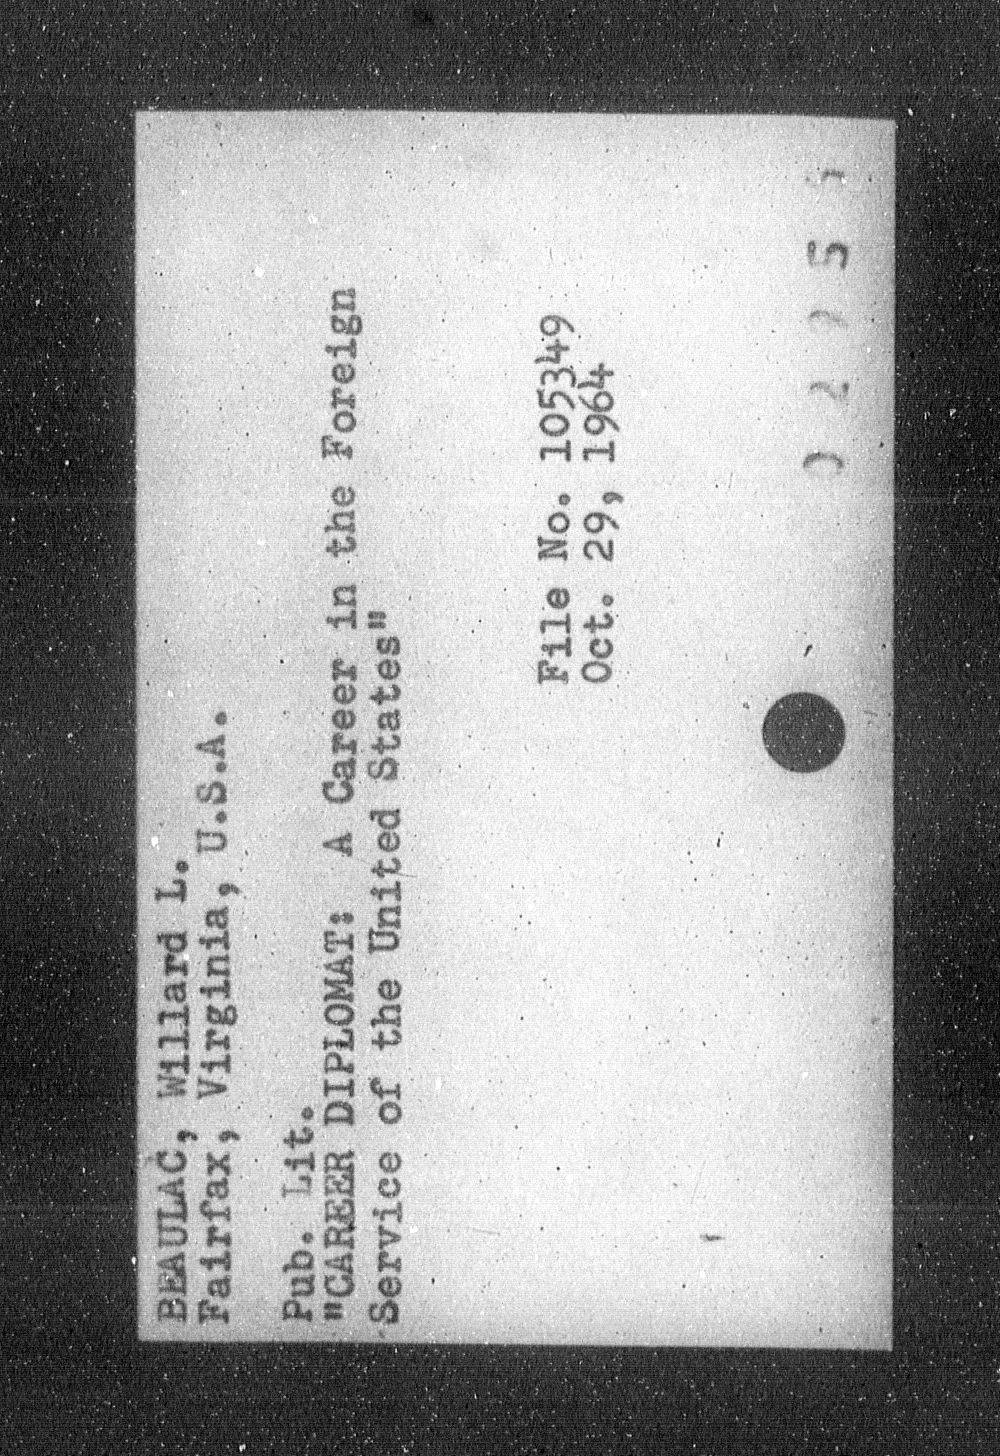 BEAULAC, Willard L.
Fairfax, Virginia, U.S.A.
Pub. Lit.
"CAREER DIPLOMAT: A Career in the Foreign
Service of the United States"
File No. 105349
Oct. 29, 1964